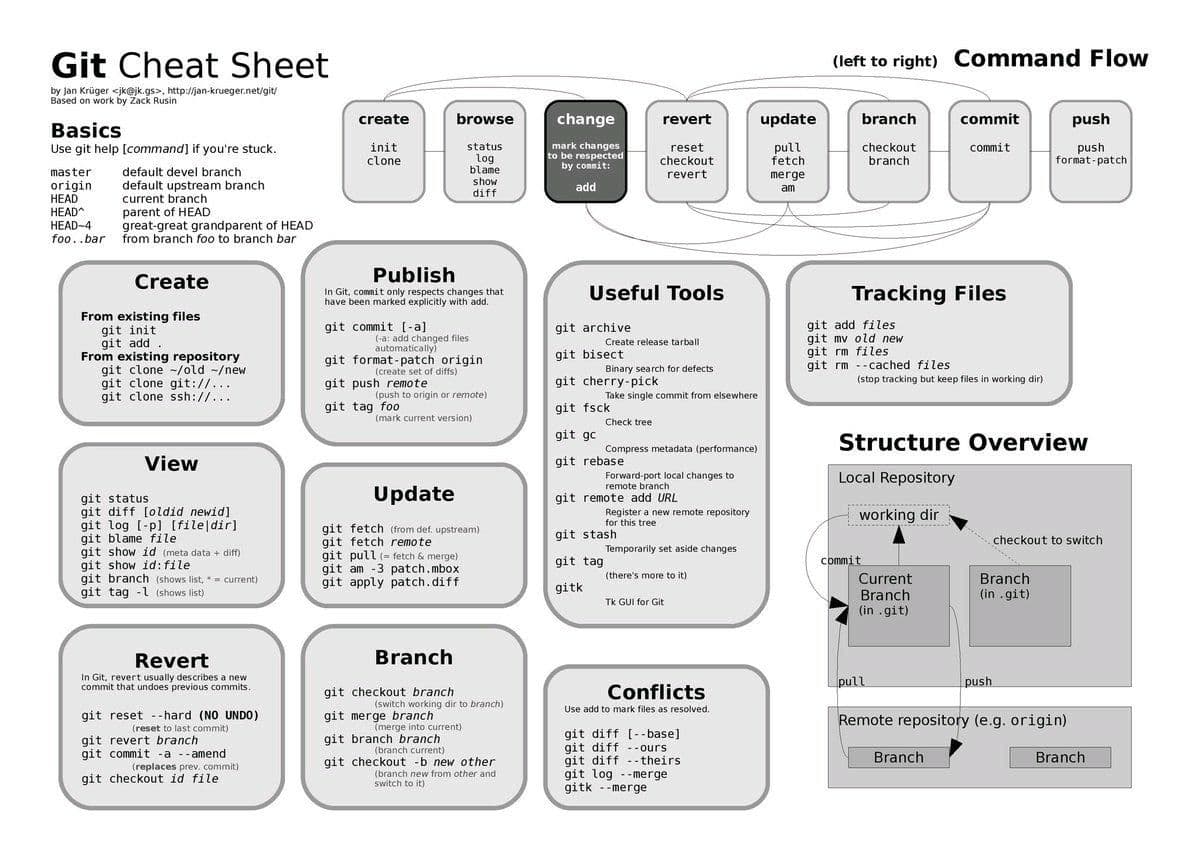 Git Cheat Sheet
by Jan Krüger <jk@jk.gs>, http://jan-krueger.net/git/
Based on work by Zack Rusin
Basics
Use git help [command] if you're stuck.
master default devel branch
origin default upstream branch
HEAD current branch
HEAD^ parent of HEAD
HEAD~4 great-great grandparent of HEAD
foo..bar from branch foo to branch bar
(left to right) Command Flow
create
init
clone
browse
status
log
blame
show
diff
change
mark changes
to be respected
by commit:
add
revert
reset
checkout
revert
update
pull
fetch
merge
am
branch
checkout
branch
commit
commit
push
push
format-patch
Create
From existing files
git init
git add .
From existing repository
git clone ~/old ~/new
git clone git://...
git clone ssh://...
View
git status
git diff [oldid newid]
git log [-p] [file|dir]
git blame file
git show id (meta data + diff)
git show id:file
git branch (shows list, * = current)
git tag -l (shows list)
Revert
In Git, revert usually describes a new
commit that undoes previous commits.
git reset --hard (NO UNDO)
(reset to last commit)
git revert branch
git commit -a --amend
(replaces prev. commit)
git checkout id file
Publish
In Git, commit only respects changes that
have been marked explicitly with add.
git commit [-a]
(-a: add changed files
automatically)
git format-patch origin
(create set of diffs)
git push remote
(push to origin or remote)
git tag foo
(mark current version)
Update
git fetch (from def. upstream)
git fetch remote
git pull (= fetch & merge)
git am -3 patch.mbox
git apply patch.diff
Branch
git checkout branch
(switch working dir to branch)
git merge branch
(merge into current)
git branch branch
(branch current)
git checkout -b new other
(branch new from other and
switch to it)
Useful Tools
git archive
Create release tarball
git bisect
Binary search for defects
git cherry-pick
Take single commit from elsewhere
git fsck
Check tree
git gc
Compress metadata (performance)
git rebase
Forward-port local changes to
remote branch
git remote add URL
Register a new remote repository
for this tree
git stash
Temporarily set aside changes
git tag
(there's more to it)
gitk
Tk GUI for Git
Conflicts
Use add to mark files as resolved.
git diff [--base]
git diff --ours
git diff --theirs
git log --merge
gitk --merge
Tracking Files
git add files
git mv old new
git rm files
git rm --cached files
(stop tracking but keep files in working dir)
Structure Overview
Local Repository
working dir
checkout to switch
commit
Current
Branch
(in .git)
Branch
(in .git)
pull
push
Remote repository (e.g. origin)
Branch
Branch